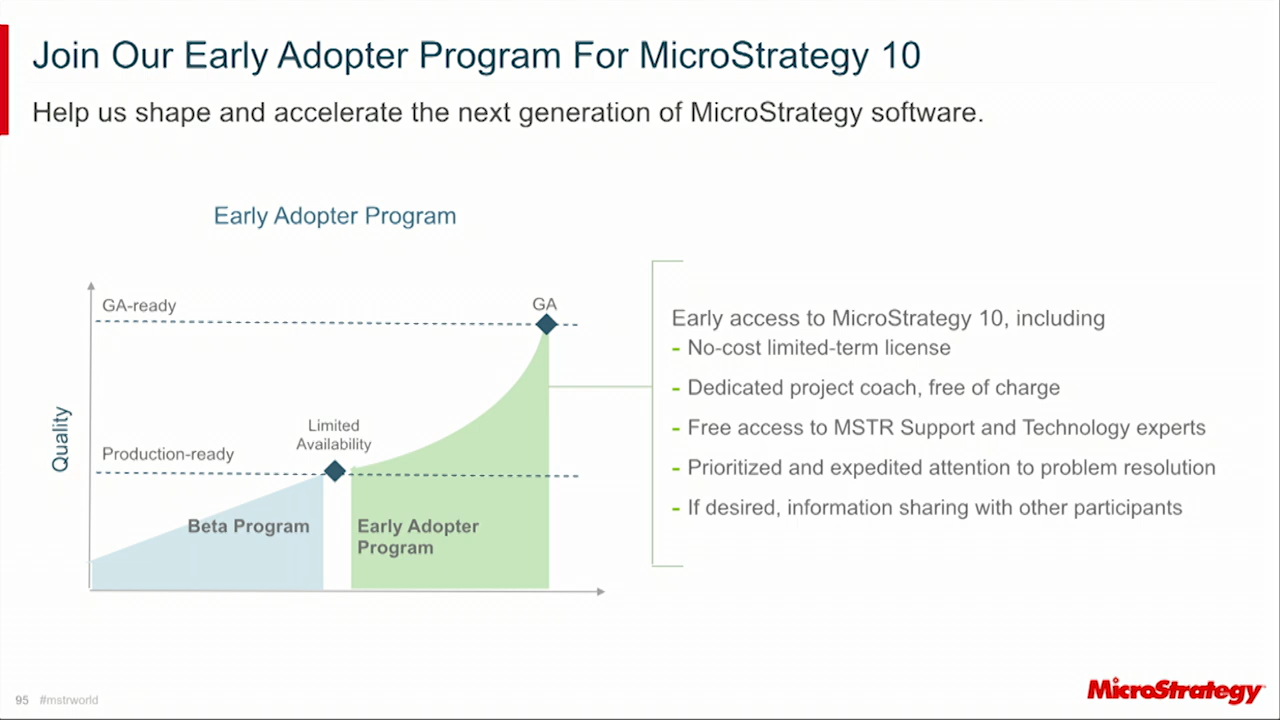 Join Our Early Adopter Program For MicroStrategy 10
Help us shape and accelerate the next generation of MicroStrategy software.
Early Adopter Program
GA-ready
GA
Limited
Availability
Production-ready
Quality
Beta Program
Early Adopter
Program
Early access to MicroStrategy 10, including
- No-cost limited-term license
- Dedicated project coach, free of charge
- Free access to MSTR Support and Technology experts
- Prioritized and expedited attention to problem resolution
- If desired, information sharing with other participants
95 #mstrworld
MicroStrategy